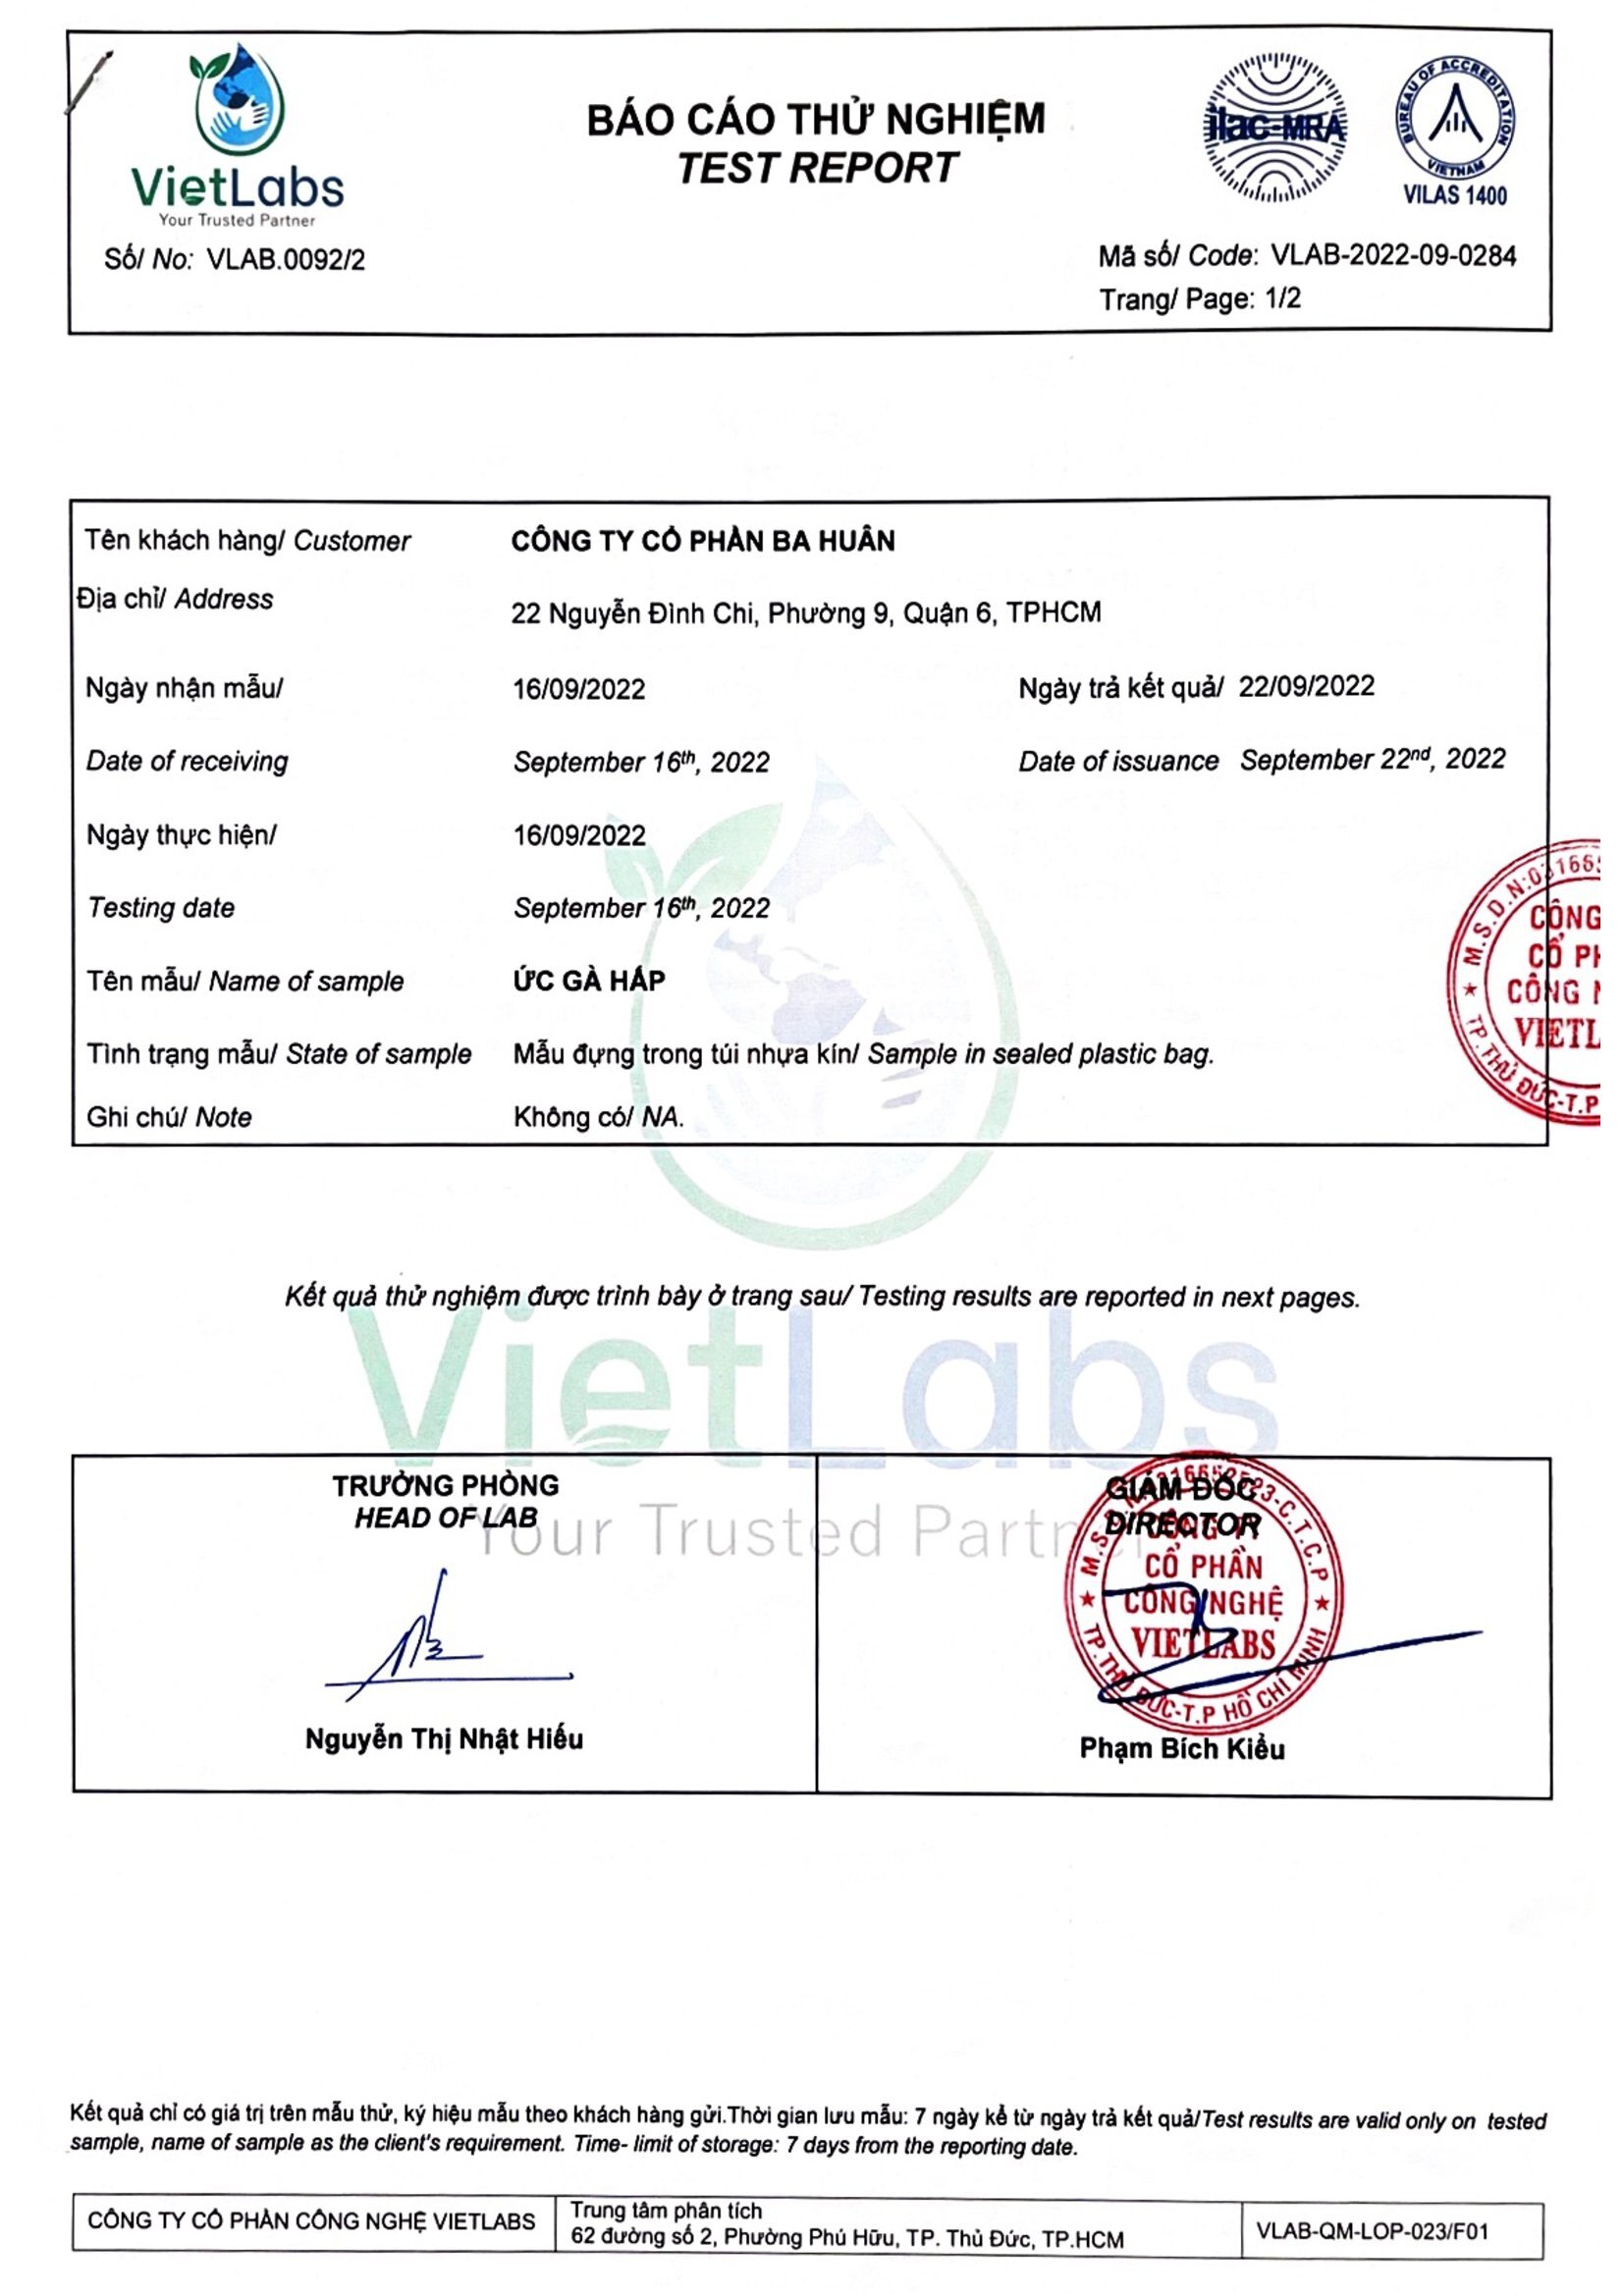 VietLabs
Your Trusted Partner
Số/ No: VLAB.0092/2
BÁO CÁO THỬ NGHIỆM
TEST REPORT
ilac-MRA
BUREAU OF ACCREDITATION
VIETNAM
VILAS 1400
Mã số/ Code: VLAB-2022-09-0284
Trang/ Page: 1/2
Tên khách hàng/ Customer CÔNG TY CỔ PHẦN BA HUÂN
Địa chỉ/ Address 22 Nguyễn Đình Chi, Phường 9, Quận 6, TPHCM
Ngày nhận mẫu/ 16/09/2022 Ngày trả kết quả/ 22/09/2022
Date of receiving September 16th, 2022 Date of issuance September 22nd, 2022
Ngày thực hiện/ 16/09/2022
Testing date September 16th, 2022
Tên mẫu/ Name of sample ỨC GÀ HẤP
Tình trạng mẫu/ State of sample Mẫu đựng trong túi nhựa kín/ Sample in sealed plastic bag.
Ghi chú/ Note Không có/ NA.
CÔNG
CỔ PH
CÔNG N
VIETL
TP.THỦ ĐỨC-T.P
Kết quả thử nghiệm được trình bày ở trang sau/ Testing results are reported in next pages.
VietLabs
Your Trusted Partner
TRƯỞNG PHÒNG
HEAD OF LAB
Nguyễn Thị Nhật Hiếu
GIÁM ĐỐC
DIRECTOR
CỔ PHẦN
CÔNG NGHỆ
VIETLABS
TP.THỦ ĐỨC-T.P HỒ CHÍ MINH
Phạm Bích Kiều
Kết quả chỉ có giá trị trên mẫu thử, ký hiệu mẫu theo khách hàng gửi.Thời gian lưu mẫu: 7 ngày kể từ ngày trả kết quả/Test results are valid only on tested
sample, name of sample as the client's requirement. Time- limit of storage: 7 days from the reporting date.
CÔNG TY CỔ PHẦN CÔNG NGHỆ VIETLABS
Trung tâm phân tích
62 đường số 2, Phường Phú Hữu, TP. Thủ Đức, TP.HCM
VLAB-QM-LOP-023/F01